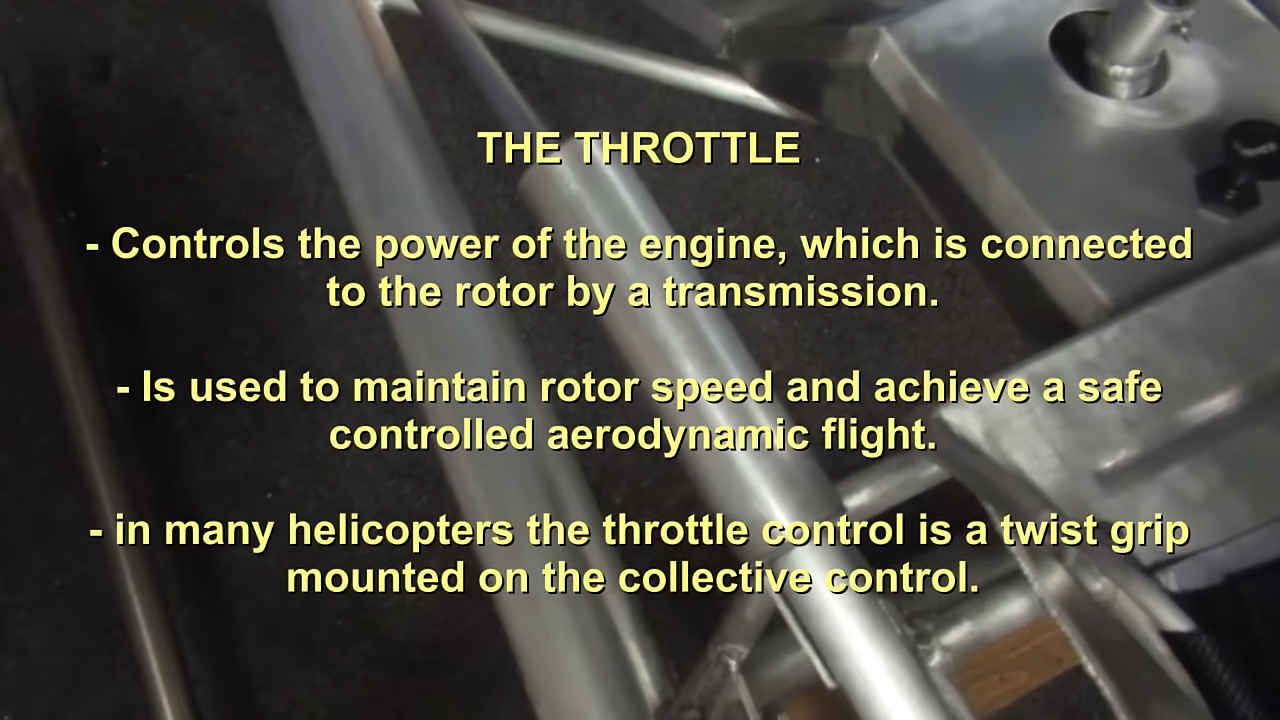 THE THROTTLE
- Controls the power of the engine, which is connected
to the rotor by a transmission.
- Is used to maintain rotor speed and achieve a safe
controlled aerodynamic flight.
- in many helicopters the throttle control is a twist grip
mounted on the collective control.